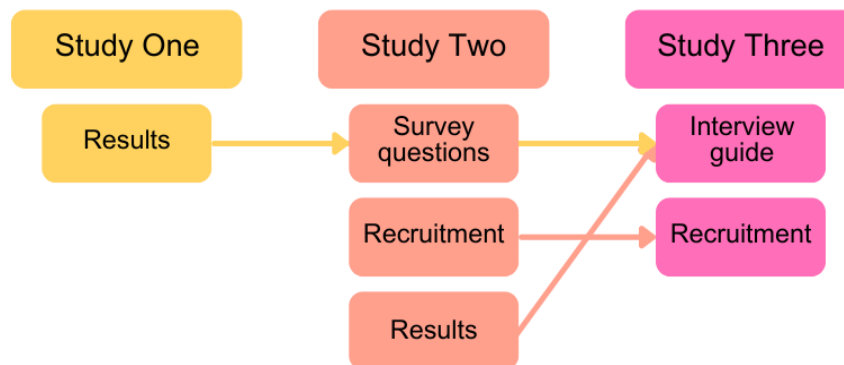 Study One
Study Two
Study Three
Results
Survey
questions
Interview
guide
Recruitment
Recruitment
Results